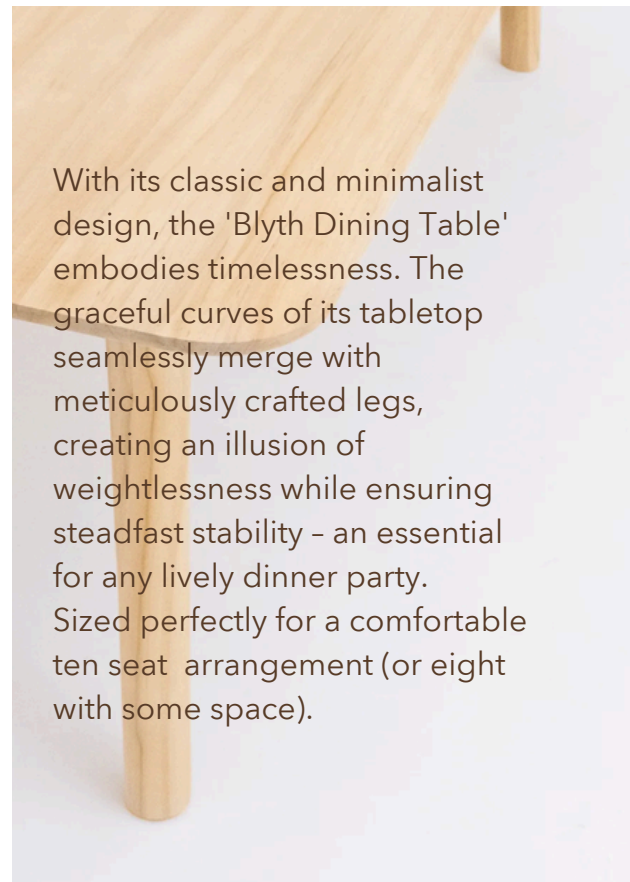 With its classic and minimalist
design, the 'Blyth Dining Table'
embodies timelessness. The
graceful curves of its tabletop
seamlessly merge with
meticulously crafted legs,
creating an illusion of
weightlessness while ensuring
steadfast stability – an essential
for any lively dinner party.
Sized perfectly for a comfortable
ten seat  arrangement (or eight
with some space).